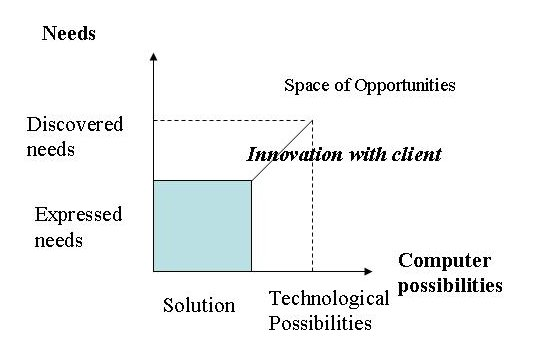 Needs
Space of Opportunities
Discovered
needs
Innovation with client
Expressed
needs
Computer
possibilities
Solution
Technological
Possibilities